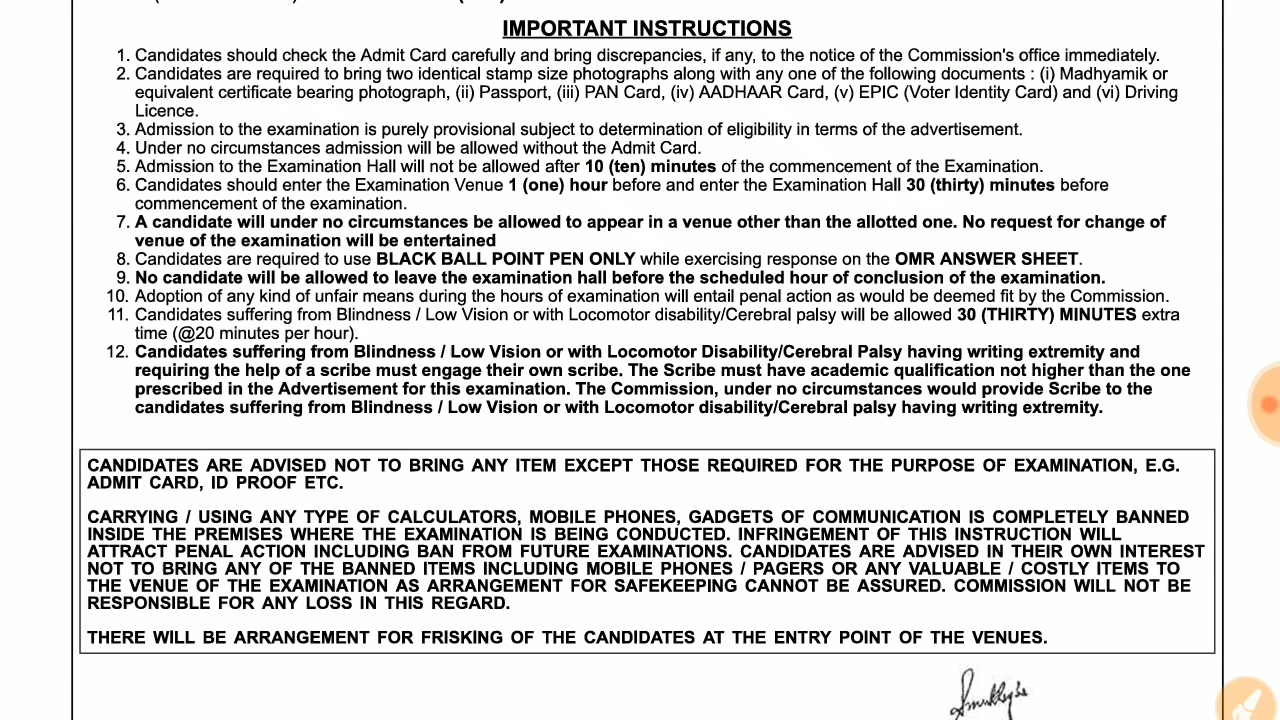 IMPORTANT INSTRUCTIONS
1. Candidates should check the Admit Card carefully and bring discrepancies, if any, to the notice of the Commission's office immediately.
2. Candidates are required to bring two identical stamp size photographs along with any one of the following documents : (i) Madhyamik or
equivalent certificate bearing photograph, (ii) Passport, (iii) PAN Card, (iv) AADHAAR Card, (v) EPIC (Voter Identity Card) and (vi) Driving
Licence.
3. Admission to the examination is purely provisional subject to determination of eligibility in terms of the advertisement.
4. Under no circumstances admission will be allowed without the Admit Card.
5. Admission to the Examination Hall will not be allowed after 10 (ten) minutes of the commencement of the Examination.
6. Candidates should enter the Examination Venue 1 (one) hour before and enter the Examination Hall 30 (thirty) minutes before
commencement of the examination.
7. A candidate will under no circumstances be allowed to appear in a venue other than the allotted one. No request for change of
venue of the examination will be entertained
8. Candidates are required to use BLACK BALL POINT PEN ONLY while exercising response on the OMR ANSWER SHEET.
9. No candidate will be allowed to leave the examination hall before the scheduled hour of conclusion of the examination.
10. Adoption of any kind of unfair means during the hours of examination will entail penal action as would be deemed fit by the Commission.
11. Candidates suffering from Blindness / Low Vision or with Locomotor disability/Cerebral palsy will be allowed 30 (THIRTY) MINUTES extra
time (@20 minutes per hour).
12. Candidates suffering from Blindness / Low Vision or with Locomotor Disability/Cerebral Palsy having writing extremity and
requiring the help of a scribe must engage their own scribe. The Scribe must have academic qualification not higher than the one
prescribed in the Advertisement for this examination. The Commission, under no circumstances would provide Scribe to the
candidates suffering from Blindness / Low Vision or with Locomotor disability/Cerebral palsy having writing extremity.
CANDIDATES ARE ADVISED NOT TO BRING ANY ITEM EXCEPT THOSE REQUIRED FOR THE PURPOSE OF EXAMINATION, E.G.
ADMIT CARD, ID PROOF ETC.
CARRYING / USING ANY TYPE OF CALCULATORS, MOBILE PHONES, GADGETS OF COMMUNICATION IS COMPLETELY BANNED
INSIDE THE PREMISES WHERE THE EXAMINATION IS BEING CONDUCTED. INFRINGEMENT OF THIS INSTRUCTION WILL
ATTRACT PENAL ACTION INCLUDING BAN FROM FUTURE EXAMINATIONS. CANDIDATES ARE ADVISED IN THEIR OWN INTEREST
NOT TO BRING ANY OF THE BANNED ITEMS INCLUDING MOBILE PHONES / PAGERS OR ANY VALUABLE / COSTLY ITEMS TO
THE VENUE OF THE EXAMINATION AS ARRANGEMENT FOR SAFEKEEPING CANNOT BE ASSURED. COMMISSION WILL NOT BE
RESPONSIBLE FOR ANY LOSS IN THIS REGARD.
THERE WILL BE ARRANGEMENT FOR FRISKING OF THE CANDIDATES AT THE ENTRY POINT OF THE VENUES.